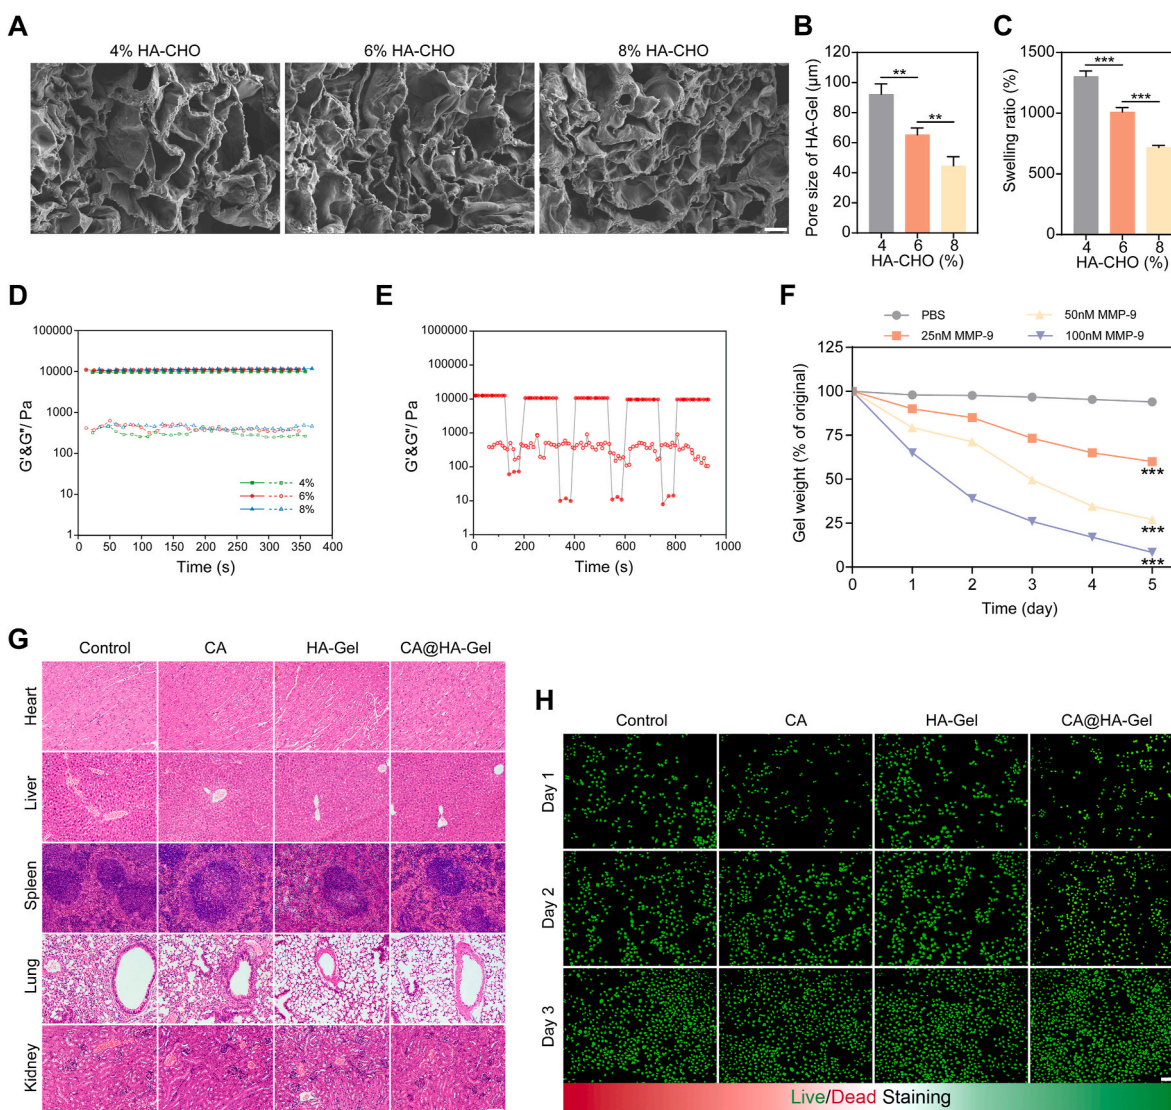 A
4% HA-CHO 6% HA-CHO 8% HA-CHO
B
Pore size of HA-Gel (μm)
120
100
80
60
40
20
0
** **
4 6 8
HA-CHO (%)
C
Swelling ratio (%)
1500
1000
500
0
*** ***
4 6 8
HA-CHO (%)
D
G'&G''/ Pa
100000
10000
1000
100
10
1
4%
6%
8%
0 50 100 150 200 250 300 350 400
Time (s)
E
G'&G''/ Pa
1000000
100000
10000
1000
100
10
1
0 200 400 600 800 1000
Time (s)
F
PBS 50nM MMP-9
25nM MMP-9 100nM MMP-9
Gel weight (% of original)
125
100
75
50
25
0
***
***
***
0 1 2 3 4 5
Time (day)
G
Control CA HA-Gel CA@HA-Gel
Heart
Liver
Spleen
Lung
Kidney
H
Control CA HA-Gel CA@HA-Gel
Day 1
Day 2
Day 3
Live/Dead Staining